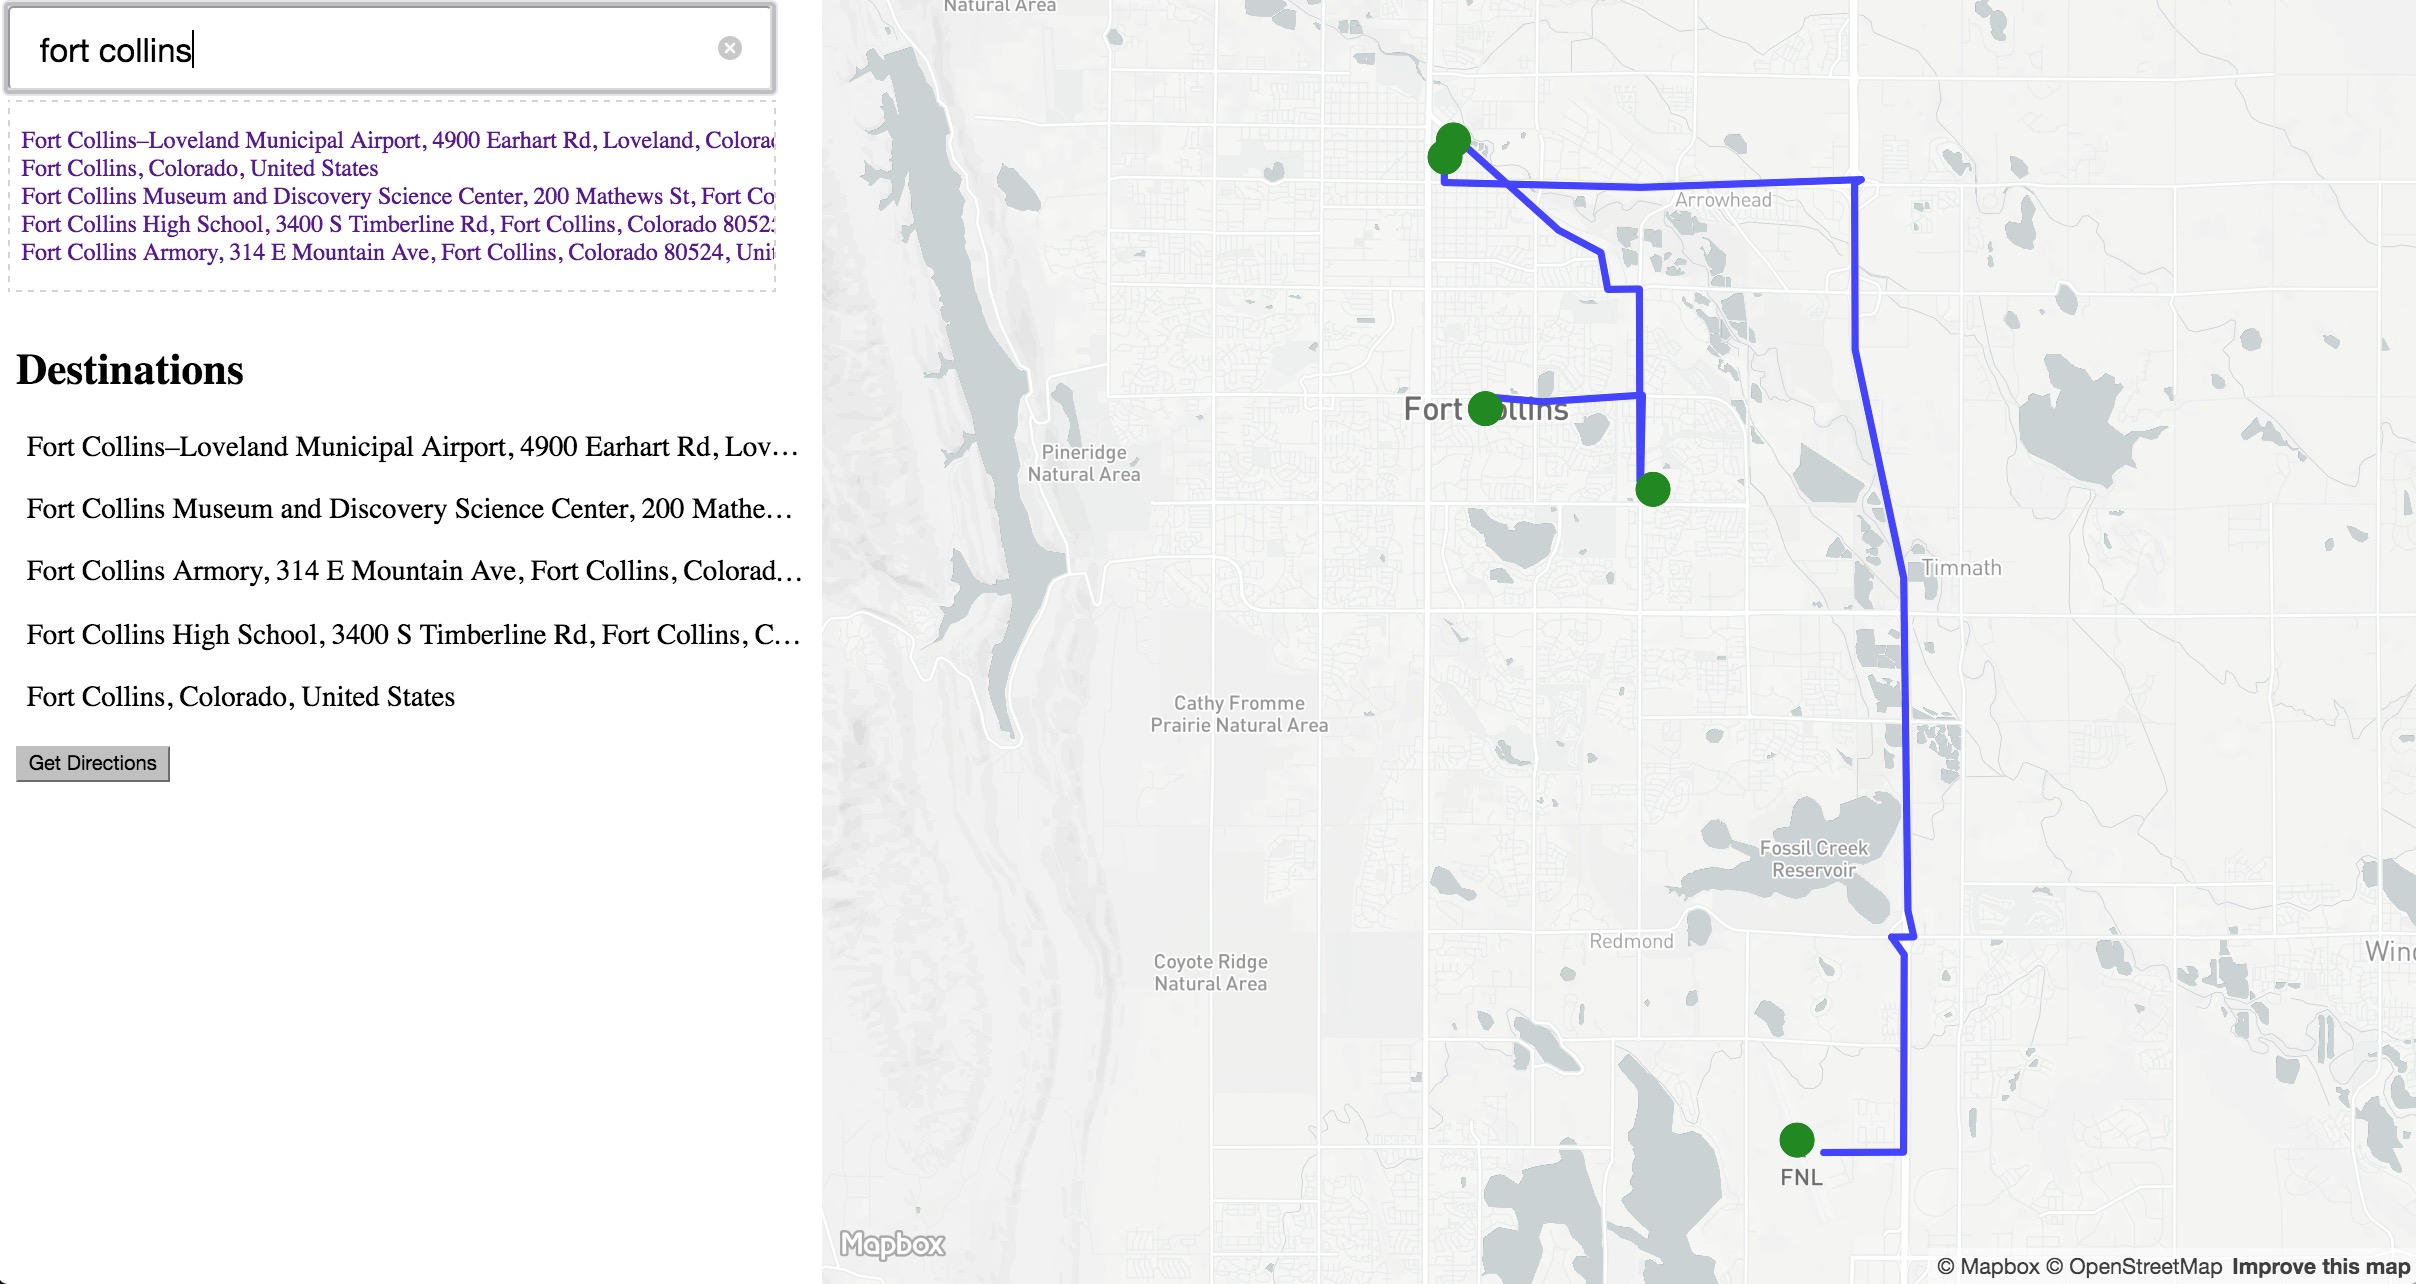 fort collins
Fort Collins–Loveland Municipal Airport, 4900 Earhart Rd, Loveland, Colora
Fort Collins, Colorado, United States
Fort Collins Museum and Discovery Science Center, 200 Mathews St, Fort Co
Fort Collins High School, 3400 S Timberline Rd, Fort Collins, Colorado 8052
Fort Collins Armory, 314 E Mountain Ave, Fort Collins, Colorado 80524, Unit
Destinations
Fort Collins–Loveland Municipal Airport, 4900 Earhart Rd, Lov…
Fort Collins Museum and Discovery Science Center, 200 Mathe…
Fort Collins Armory, 314 E Mountain Ave, Fort Collins, Colorad…
Fort Collins High School, 3400 S Timberline Rd, Fort Collins, C…
Fort Collins, Colorado, United States
Get Directions
Natural Area
Arrowhead
Fort Collins
Pineridge
Natural Area
Timnath
Cathy Fromme
Prairie Natural Area
Fossil Creek
Reservoir
Redmond
Wind
Coyote Ridge
Natural Area
FNL
Mapbox
© Mapbox © OpenStreetMap Improve this map